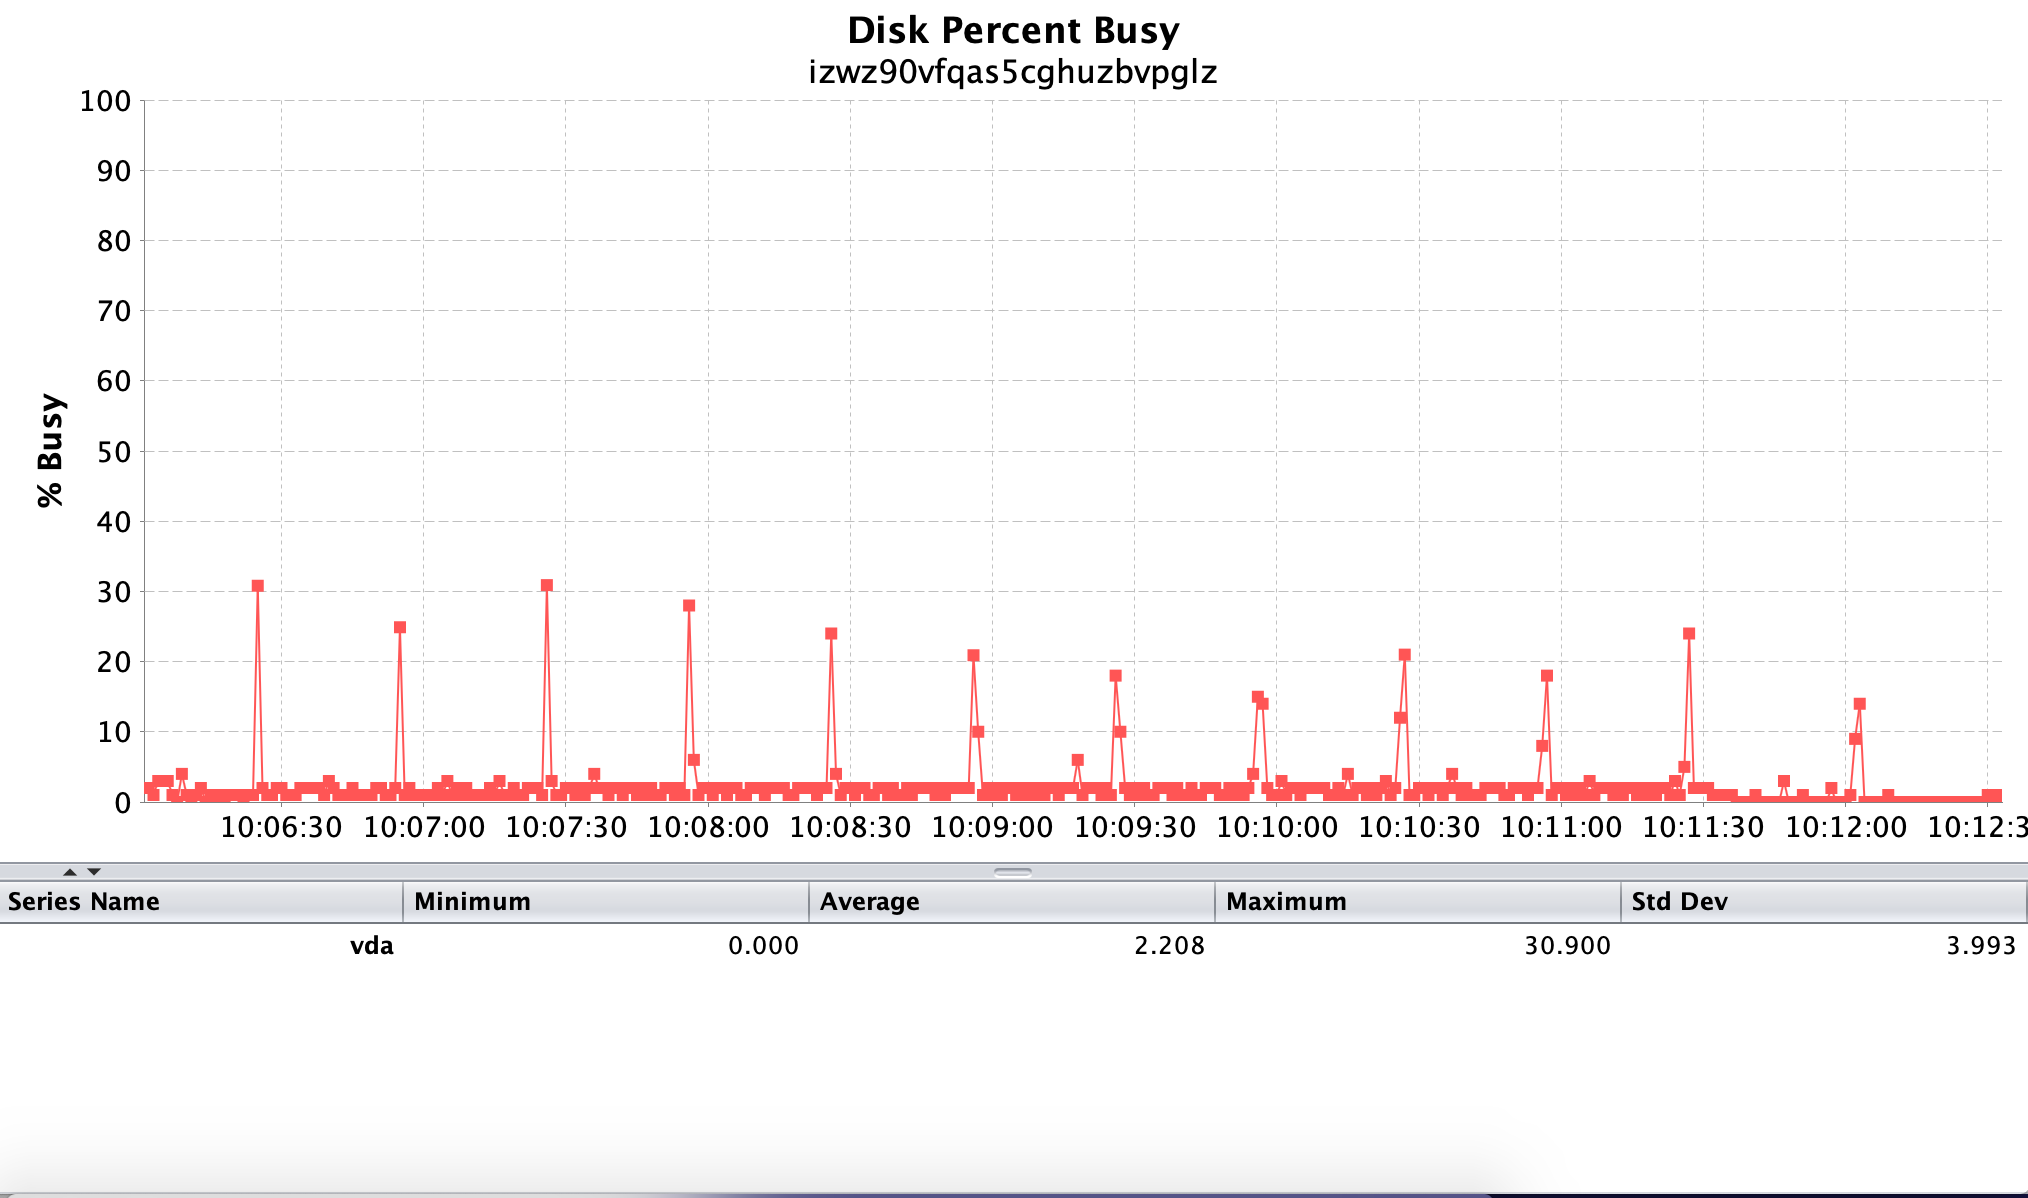 Disk Percent Busy
izwz90vfqas5cghuzbvpglz
% Busy
100
90
80
70
60
50
40
30
20
10
0
10:06:30 10:07:00 10:07:30 10:08:00 10:08:30 10:09:00 10:09:30 10:10:00 10:10:30 10:11:00 10:11:30 10:12:00 10:12:3
Series Name Minimum Average Maximum Std Dev
vda 0.000 2.208 30.900 3.993